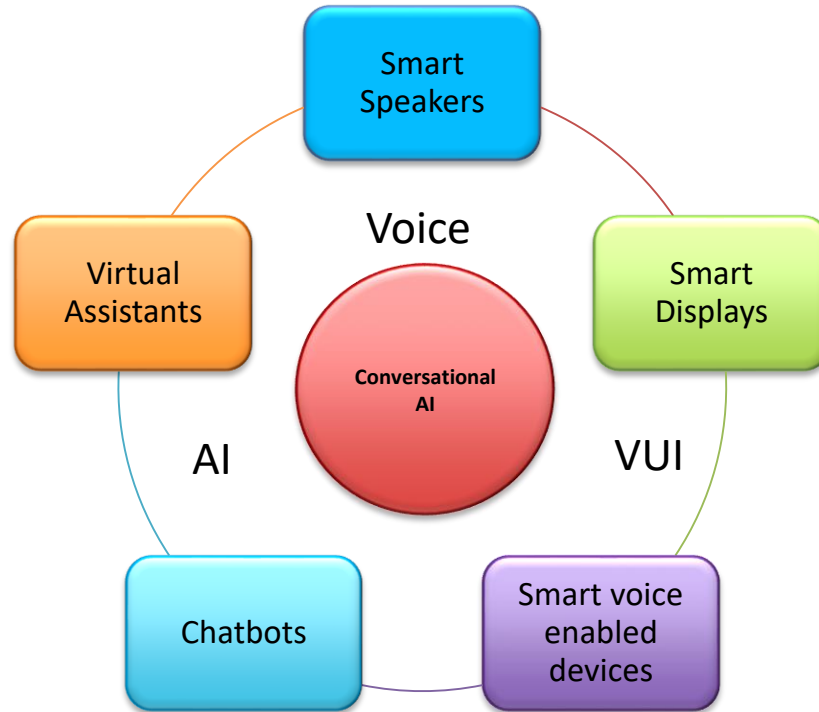 Smart
Speakers
Voice
Virtual
Assistants
Smart
Displays
Conversational
AI
AI
VUI
Chatbots
Smart voice
enabled
devices